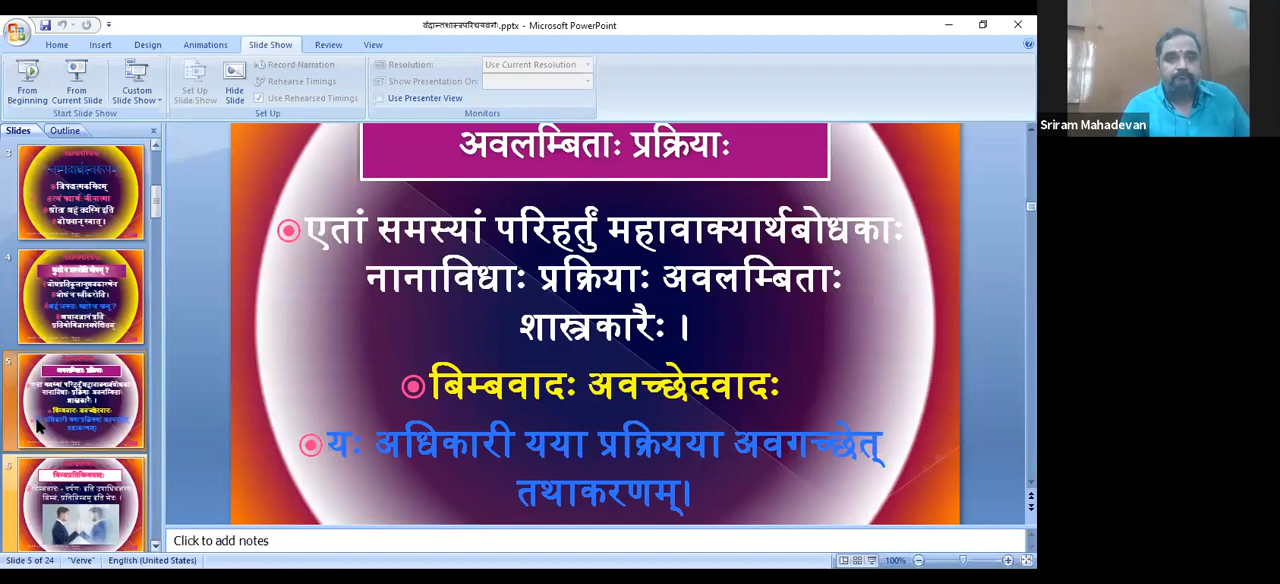 वेदान्तशास्त्रपरिचयवर्गः.pptx - Microsoft PowerPoint
Home Insert Design Animations Slide Show Review View
From Beginning
From Current Slide
Custom Slide Show
Set Up Slide Show
Hide Slide
Record Narration
Rehearse Timings
Use Rehearsed Timings
Resolution: Use Current Resolution
Show Presentation On:
Use Presenter View
Start Slide Show
Set Up
Monitors
Slides Outline
3
4
5
6
अवलम्बिताः प्रक्रियाः
एतां समस्यां परिहर्तुं महावाक्यार्थबोधकाः
नानाविधाः प्रक्रियाः अवलम्बिताः
शास्त्रकारैः ।
बिम्बवादः अवच्छेदवादः
यः अधिकारी यया प्रक्रियया अवगच्छेत्
तथाकरणम्।
Click to add notes
Slide 5 of 24 "Verve" English (United States) 100%
Sriram Mahadevan